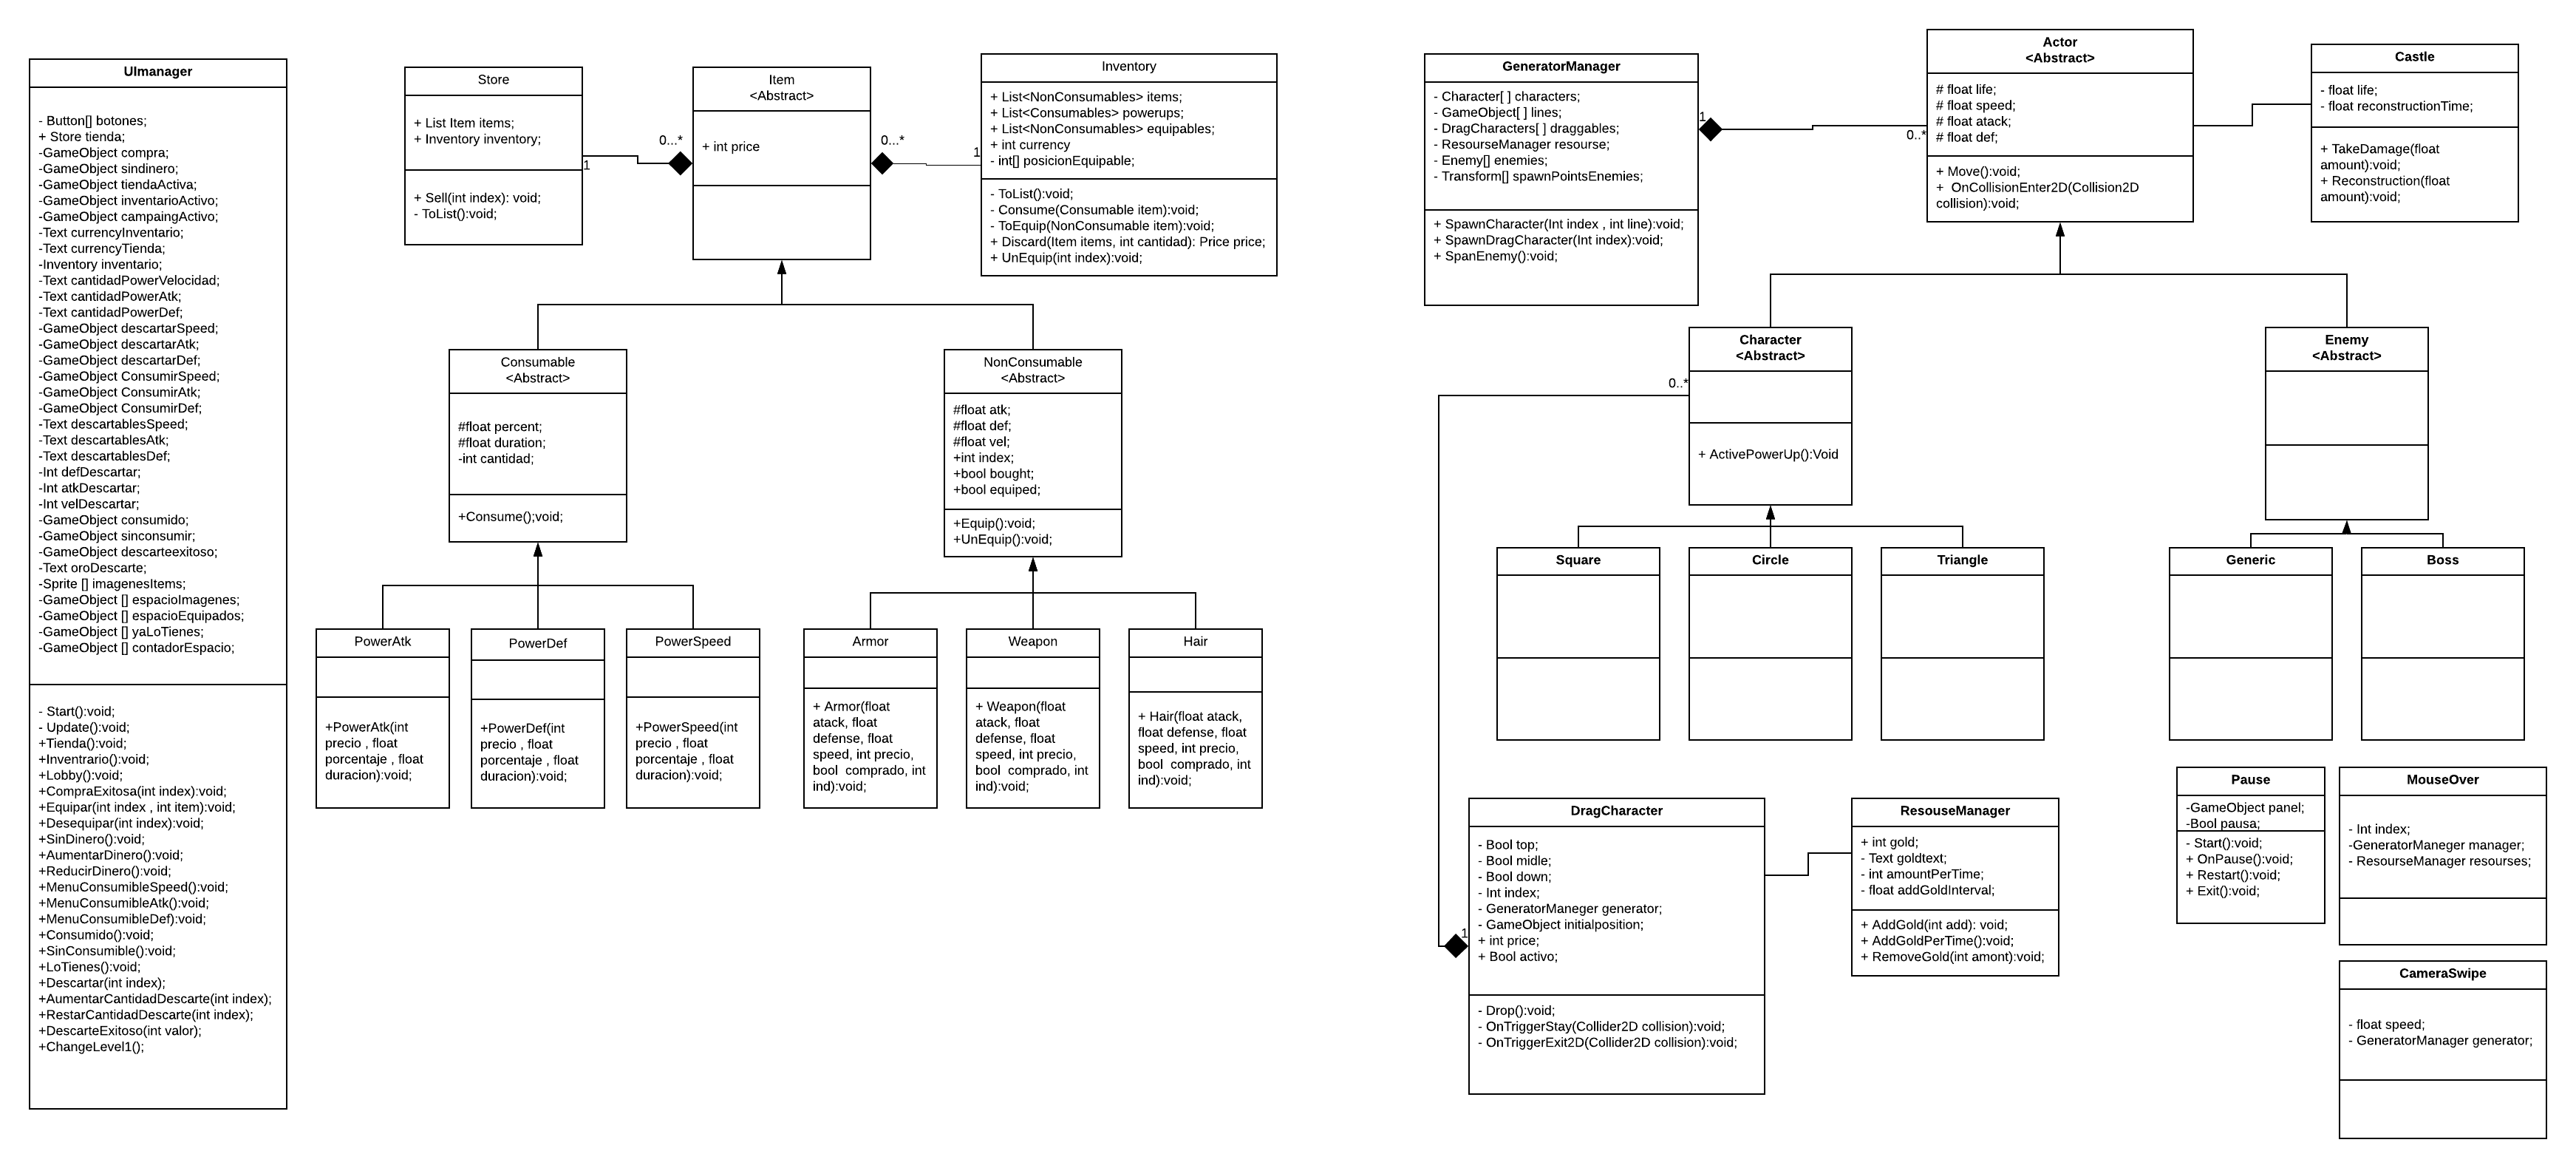 UImanager
- Button[] botones;
+ Store tienda;
-GameObject compra;
-GameObject sindinero;
-GameObject tiendaActiva;
-GameObject inventarioActivo;
-GameObject campaingActivo;
-Text currencyInventario;
-Text currencyTienda;
-Inventory inventario;
-Text cantidadPowerVelocidad;
-Text cantidadPowerAtk;
-Text cantidadPowerDef;
-GameObject descartarSpeed;
-GameObject descartarAtk;
-GameObject descartarDef;
-GameObject ConsumirSpeed;
-GameObject ConsumirAtk;
-GameObject ConsumirDef;
-Text descartablesSpeed;
-Text descartablesAtk;
-Text descartablesDef;
-Int defDescartar;
-Int atkDescartar;
-Int velDescartar;
-GameObject consumido;
-GameObject sinconsumir;
-GameObject descarteexitoso;
-Text oroDescarte;
-Sprite [] imagenesItems;
-GameObject [] espacioImagenes;
-GameObject [] espacioEquipados;
-GameObject [] yaLoTienes;
-GameObject [] contadorEspacio;
- Start():void;
- Update():void;
+Tienda():void;
+Inventrario():void;
+Lobby():void;
+CompraExitosa(int index):void;
+Equipar(int index , int item):void;
+Desequipar(int index):void;
+SinDinero():void;
+AumentarDinero():void;
+ReducirDinero():void;
+MenuConsumibleSpeed():void;
+MenuConsumibleAtk():void;
+MenuConsumibleDef):void;
+Consumido():void;
+SinConsumible():void;
+LoTienes():void;
+Descartar(int index);
+AumentarCantidadDescarte(int index);
+RestarCantidadDescarte(int index);
+DescarteExitoso(int valor);
+ChangeLevel1();
Store
+ List Item items;
+ Inventory inventory;
+ Sell(int index): void;
- ToList():void;
1
0...*
Item
<Abstract>
+ int price
0...*
1
Inventory
+ List<NonConsumables> items;
+ List<Consumables> powerups;
+ List<NonConsumables> equipables;
+ int currency
- int[] posicionEquipable;
- ToList():void;
- Consume(Consumable item):void;
- ToEquip(NonConsumable item):void;
+ Discard(Item items, int cantidad): Price price;
+ UnEquip(int index):void;
Consumable
<Abstract>
#float percent;
#float duration;
-int cantidad;
+Consume();void;
NonConsumable
<Abstract>
#float atk;
#float def;
#float vel;
+int index;
+bool bought;
+bool equiped;
+Equip():void;
+UnEquip():void;
PowerAtk
+PowerAtk(int
precio , float
porcentaje , float
duracion):void;
PowerDef
+PowerDef(int
precio , float
porcentaje , float
duracion):void;
PowerSpeed
+PowerSpeed(int
precio , float
porcentaje , float
duracion):void;
Armor
+ Armor(float
atack, float
defense, float
speed, int precio,
bool  comprado, int
ind):void;
Weapon
+ Weapon(float
atack, float
defense, float
speed, int precio,
bool  comprado, int
ind):void;
Hair
+ Hair(float atack,
float defense, float
speed, int precio,
bool  comprado, int
ind):void;
GeneratorManager
- Character[ ] characters;
- GameObject[ ] lines;
- DragCharacters[ ] draggables;
- ResourseManager resourse;
- Enemy[] enemies;
- Transform[] spawnPointsEnemies;
+ SpawnCharacter(Int index , int line):void;
+ SpawnDragCharacter(Int index):void;
+ SpanEnemy():void;
1
0..*
Actor
<Abstract>
# float life;
# float speed;
# float atack;
# float def;
+ Move():void;
+  OnCollisionEnter2D(Collision2D
collision):void;
Castle
- float life;
- float reconstructionTime;
+ TakeDamage(float
amount):void;
+ Reconstruction(float
amount):void;
Character
<Abstract>
0..*
+ ActivePowerUp():Void
Enemy
<Abstract>
Square
Circle
Triangle
Generic
Boss
DragCharacter
- Bool top;
- Bool midle;
- Bool down;
- Int index;
- GeneratorManeger generator;
- GameObject initialposition;
+ int price;
+ Bool activo;
1
- Drop():void;
- OnTriggerStay(Collider2D collision):void;
- OnTriggerExit2D(Collider2D collision):void;
ResouseManager
+ int gold;
- Text goldtext;
- int amountPerTime;
- float addGoldInterval;
+ AddGold(int add): void;
+ AddGoldPerTime():void;
+ RemoveGold(int amont):void;
Pause
-GameObject panel;
-Bool pausa;
- Start():void;
+ OnPause():void;
+ Restart():void;
+ Exit():void;
MouseOver
- Int index;
-GeneratorManeger manager;
- ResourseManager resourses;
CameraSwipe
- float speed;
- GeneratorManager generator;